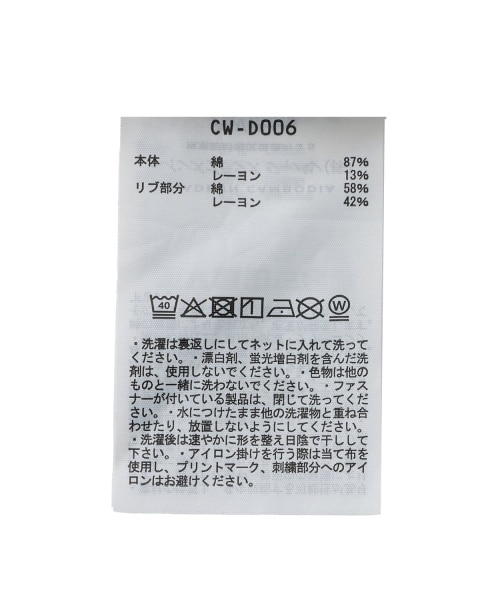 CW-D006
本体 綿 87%
レーヨン 13%
リブ部分 綿 58%
レーヨン 42%
40 W
・洗濯は裏返しにしてネットに入れて洗って
ください。・漂白剤、蛍光増白剤を含んだ洗
剤は、使用しないでください。・色物は他の
ものと一緒に洗わないでください。・ファス
ナーが付いている製品は、閉じて洗ってくだ
さい。・水につけたまま他の洗濯物と重ね合
わせたり、放置しないようにしてください。
・洗濯後は速やかに形を整え日陰で干しして
下さい。・アイロン掛けを行う際は当て布を
使用し、プリントマーク、刺繍部分へのアイ
ロンはお避けください。